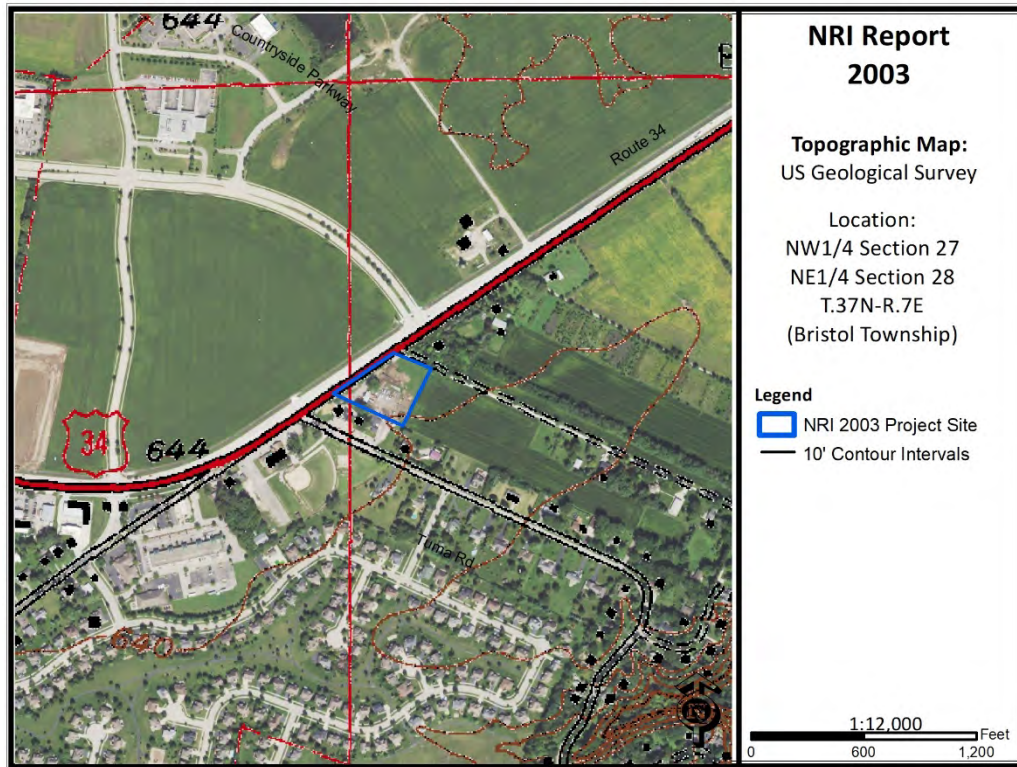 644
Countryside Parkway
Route 34
34
644
Tuma Rd
640
NRI Report
2003
Topographic Map:
US Geological Survey
Location:
NW1/4 Section 27
NE1/4 Section 28
T.37N-R.7E
(Bristol Township)
Legend
NRI 2003 Project Site
10' Contour Intervals
1:12,000
Feet
0 600 1,200